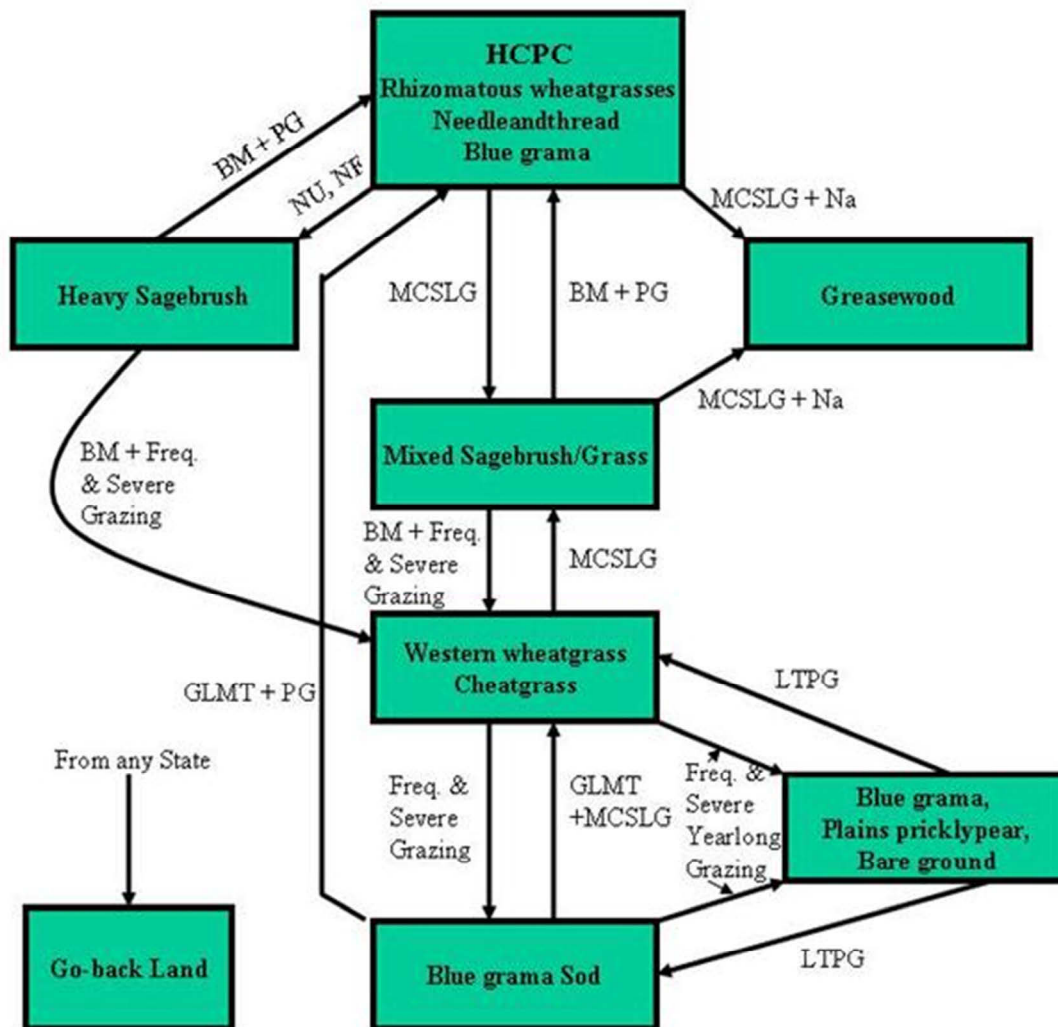 HCPC
Rhizomatous wheatgrasses
Needleandthread
Blue grama
BM + PG
NU, NF
MCSLG + Na
Heavy Sagebrush
MCSLG
BM + PG
Greasewood
MCSLG + Na
Mixed Sagebrush/Grass
BM + Freq.
& Severe
Grazing
BM + Freq.
& Severe
Grazing
MCSLG
Western wheatgrass
Cheatgrass
LTPG
GLMT + PG
From any State
Freq. &
Severe
Grazing
GLMT
+MCSLG
Freq. &
Severe
Yearlong
Grazing
Blue grama,
Plains pricklypear,
Bare ground
Go-back Land
Blue grama Sod
LTPG